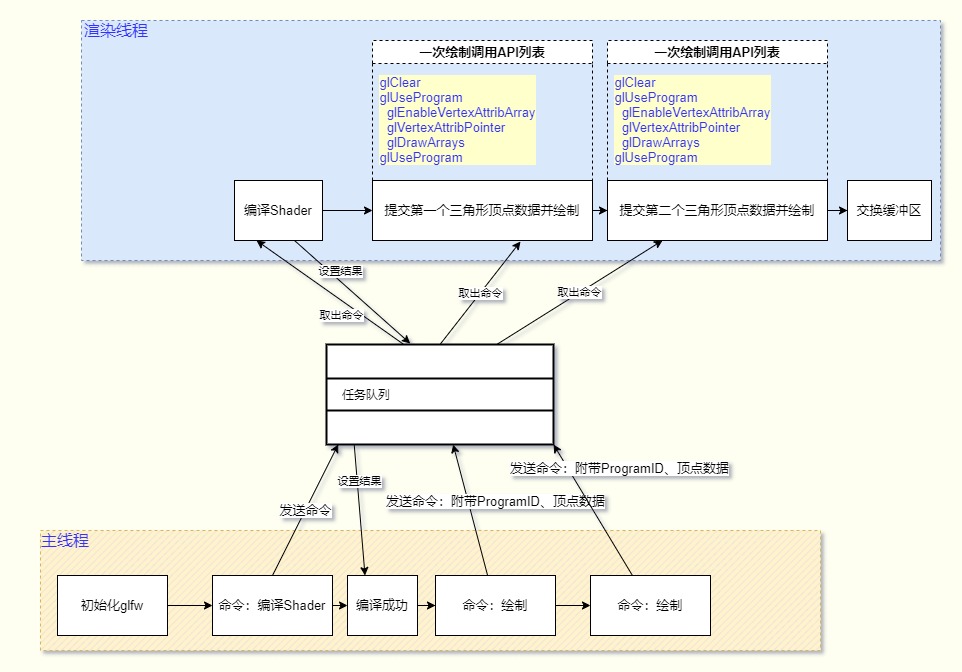 渲染线程
一次绘制调用API列表
glClear
glUseProgram
glEnableVertexAttribArray
glVertexAttribPointer
glDrawArrays
glUseProgram
一次绘制调用API列表
glClear
glUseProgram
glEnableVertexAttribArray
glVertexAttribPointer
glDrawArrays
glUseProgram
编译Shader
提交第一个三角形顶点数据并绘制
提交第二个三角形顶点数据并绘制
交换缓冲区
设置结果
取出命令
取出命令
取出命令
任务队列
发送命令
设置结果
发送命令：附带ProgramID、顶点数据
发送命令：附带ProgramID、顶点数据
主线程
初始化glfw
命令：编译Shader
编译成功
命令：绘制
命令：绘制